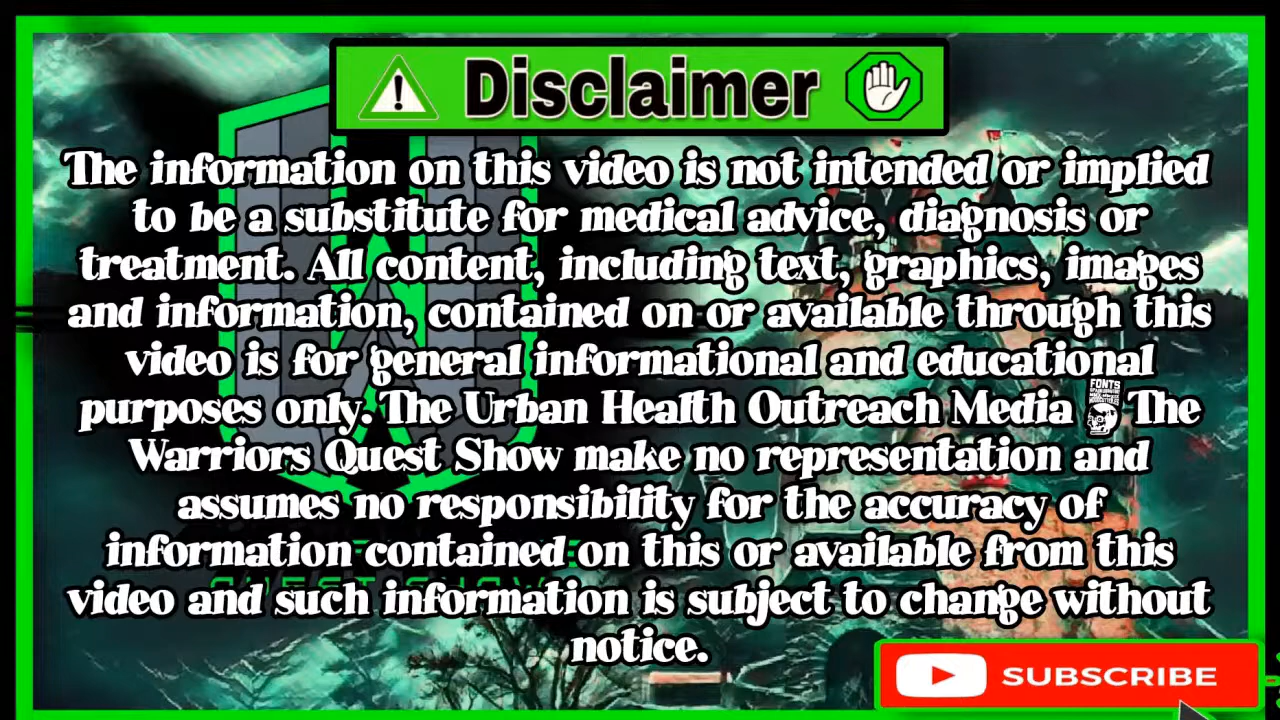 Disclaimer
The information on this video is not intended or implied
to be a substitute for medical advice, diagnosis or
treatment. All content, including text, graphics, images
and information, contained on or available through this
video is for general informational and educational
purposes only. The Urban Health Outreach Media The
Warriors Quest Show make no representation and
assumes no responsibility for the accuracy of
information contained on this or available from this
video and such information is subject to change without
notice.
QUEST SHOW
SUBSCRIBE